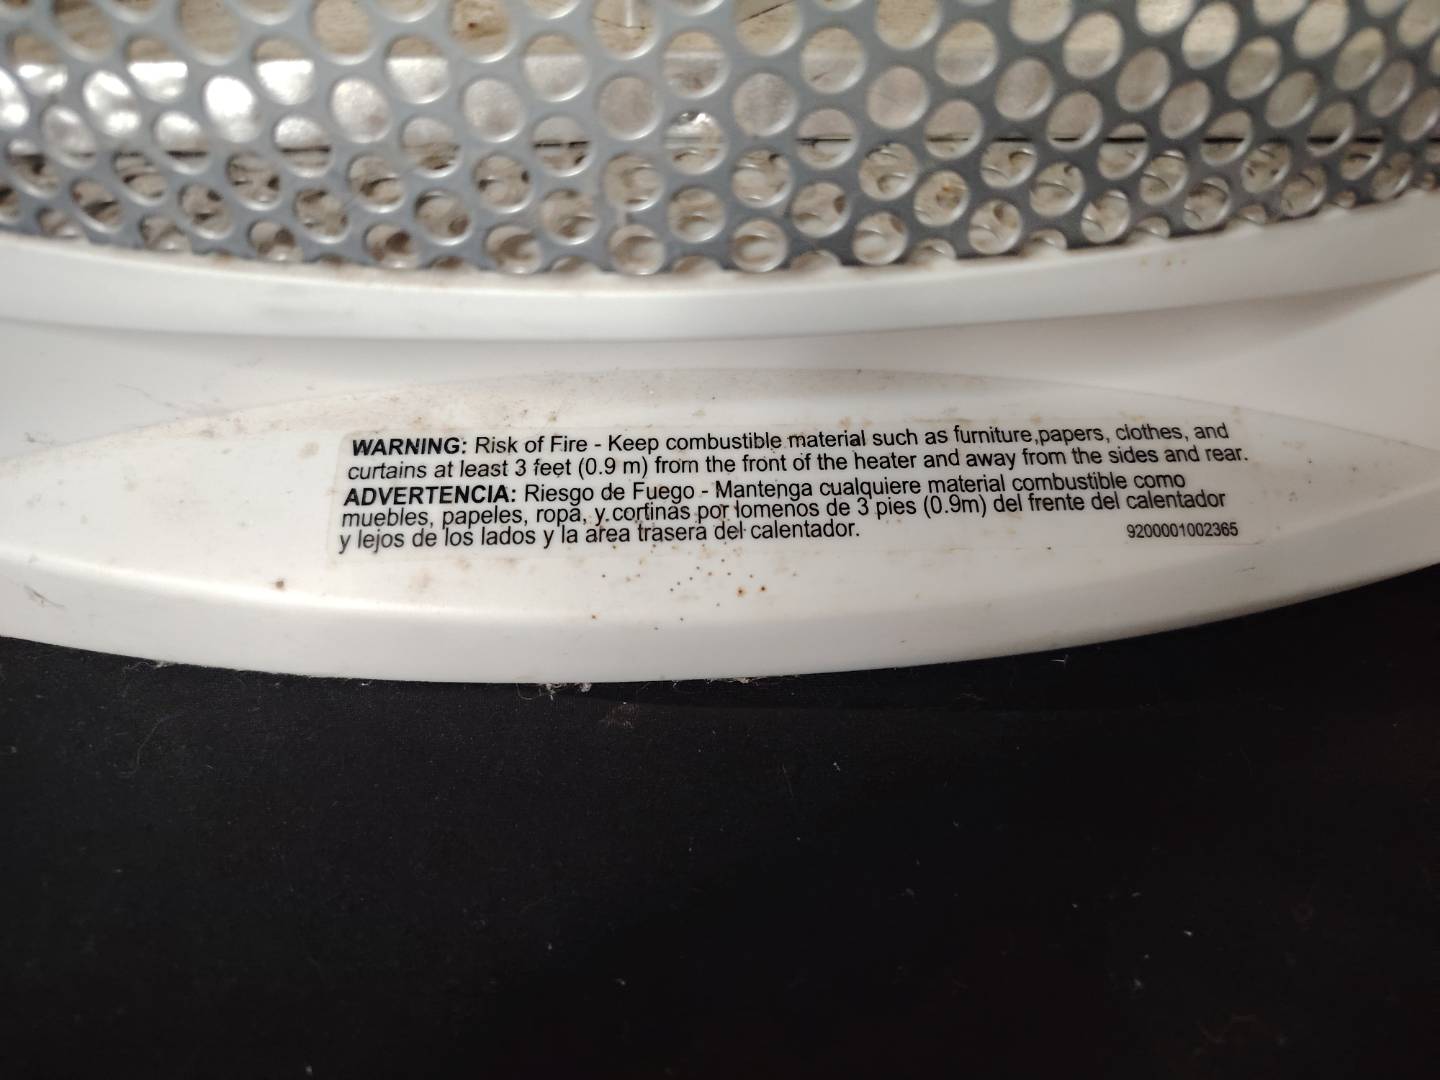 WARNING: Risk of Fire - Keep combustible material such as furniture,papers, clothes, and
curtains at least 3 feet (0.9 m) from the front of the heater and away from the sides and rear.
ADVERTENCIA: Riesgo de Fuego - Mantenga cualquiere material combustible como
muebles, papeles, ropa, y cortinas por lomenos de 3 pies (0.9m) del frente del calentador
y lejos de los lados y la area trasera del calentador.
9200001002365